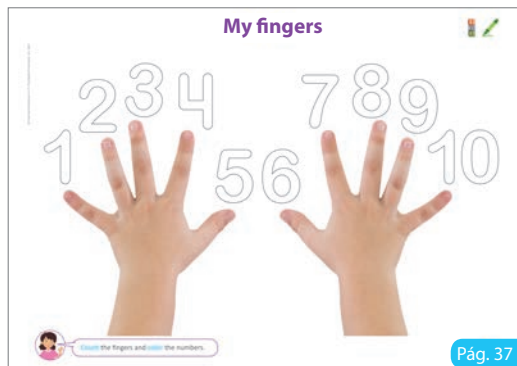 My fingers
1 2 3 4 5 6 7 8 9 10
Count the fingers and color the numbers.
Pág. 37